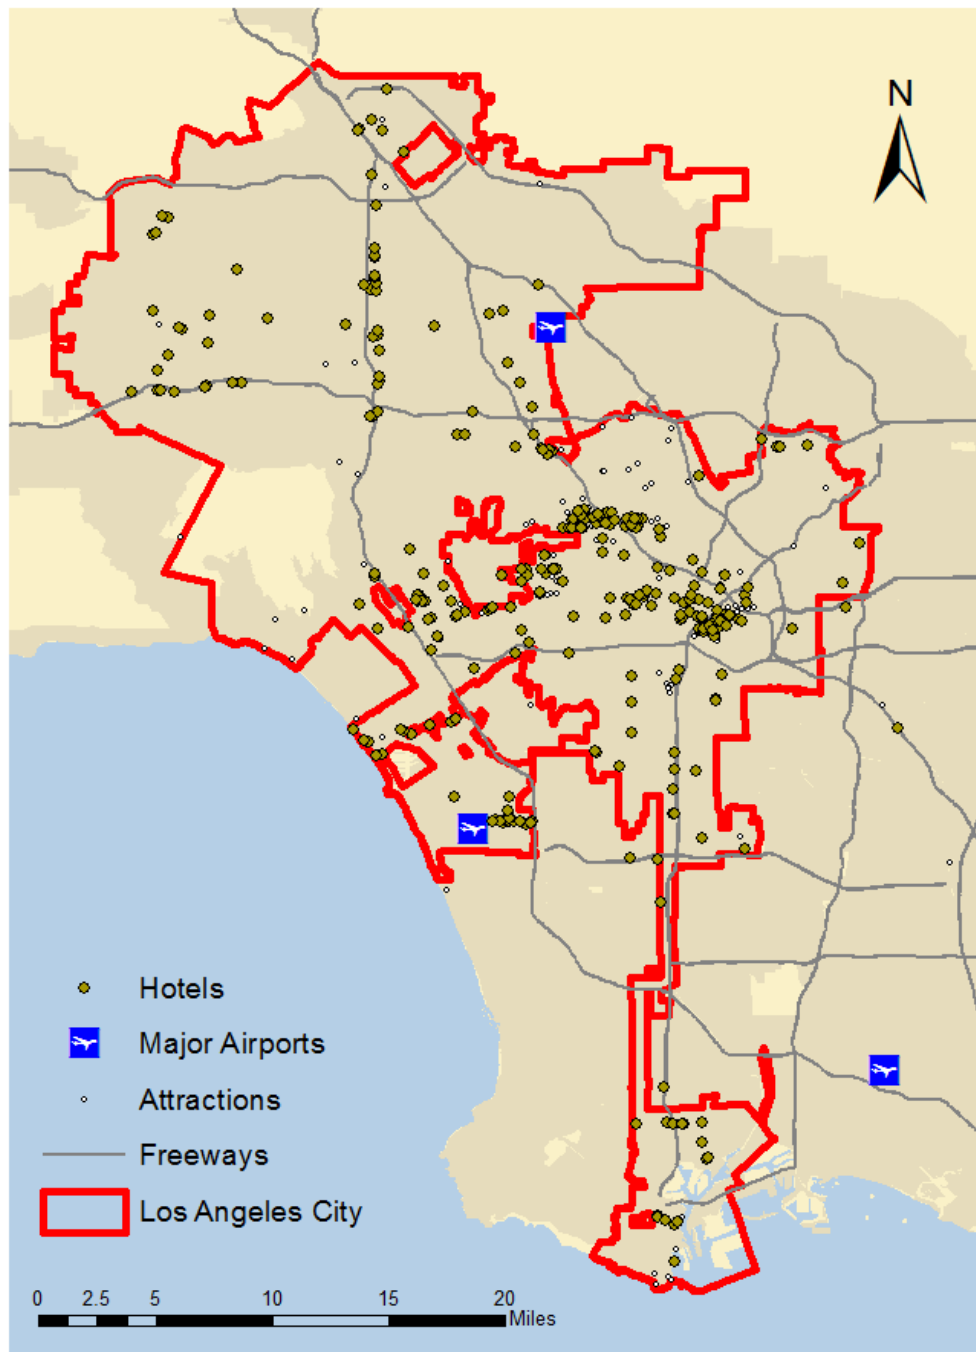 N
Hotels
Major Airports
Attractions
Freeways
Los Angeles City
0 2.5 5 10 15 20
Miles